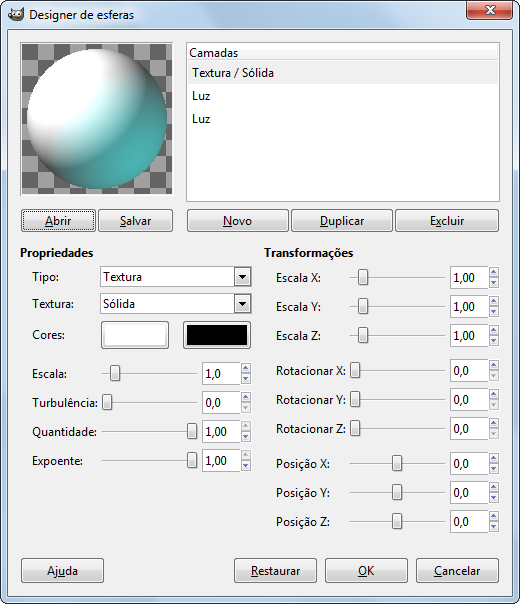 Designer de esferas
Camadas
Textura / Sólida
Luz
Luz
Abrir
Salvar
Novo
Duplicar
Excluir
Propriedades
Tipo: Textura
Textura: Sólida
Cores:
Escala: 1,0
Turbulência: 0,0
Quantidade: 1,00
Expoente: 1,00
Transformações
Escala X: 1,00
Escala Y: 1,00
Escala Z: 1,00
Rotacionar X: 0,0
Rotacionar Y: 0,0
Rotacionar Z: 0,0
Posição X: 0,0
Posição Y: 0,0
Posição Z: 0,0
Ajuda
Restaurar
OK
Cancelar